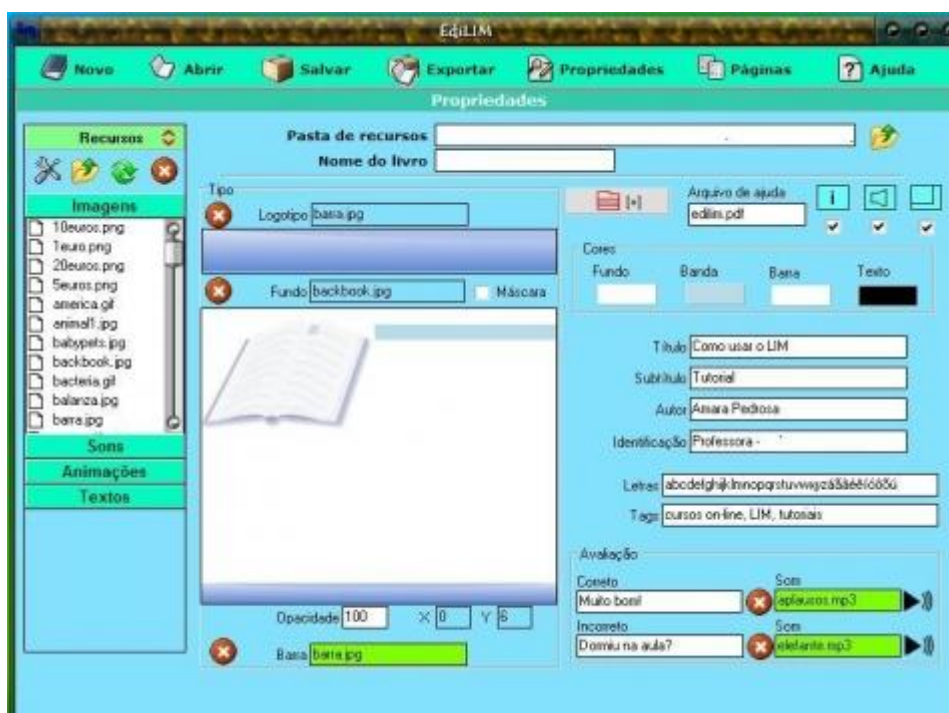 EdiLIM
Novo Abrir Salvar Exportar Propriedades Páginas Ajuda
Propriedades
Recursos
Pasta de recursos
Nome do livro
Imagens
10euros.png
1euro.png
20euros.png
5euros.png
america.gif
animal1.jpg
babypets.jpg
backbook.jpg
bacteria.gif
balanza.jpg
barra.jpg
Sons
Animações
Textos
Tipo
Logotipo barra.jpg
Fundo backbook.jpg Máscara
Opacidade 100 X 0 Y 6
Barra barra.jpg
Arquivo de ajuda
edilim.pdf
i
Cores
Fundo Banda Barra Texto
Título Como usar o LIM
Subtítulo Tutorial
Autor Amara Pedrosa
Identificação Professora -
Letras
Tags cursos on-line, LIM, tutoriais
Avaliação
Correto Som
Muito bom! aplausos.mp3
Incorreto Som
Dormiu na aula? elefante.mp3